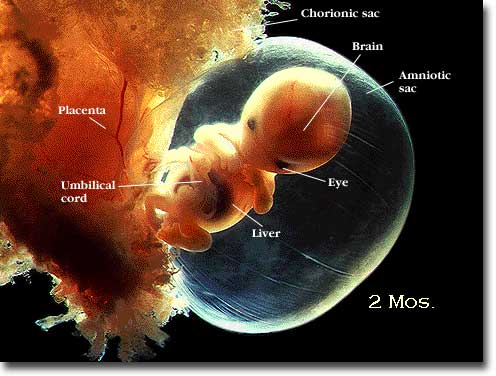 Chorionic sac
Brain
Amniotic
sac
Placenta
Eye
Umbilical
cord
Liver
2 Mos.